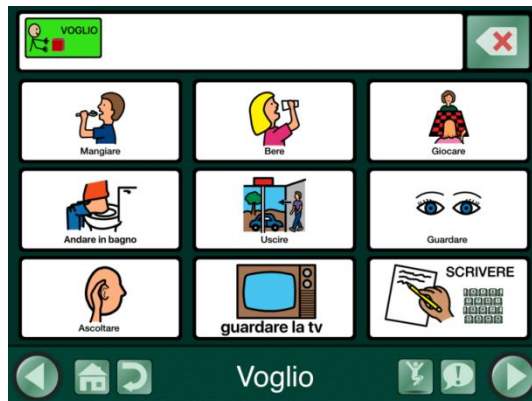 VOGLIO
Mangiare
Bere
Giocare
Andare in bagno
Uscire
Guardare
Ascoltare
guardare la tv
SCRIVERE
Voglio